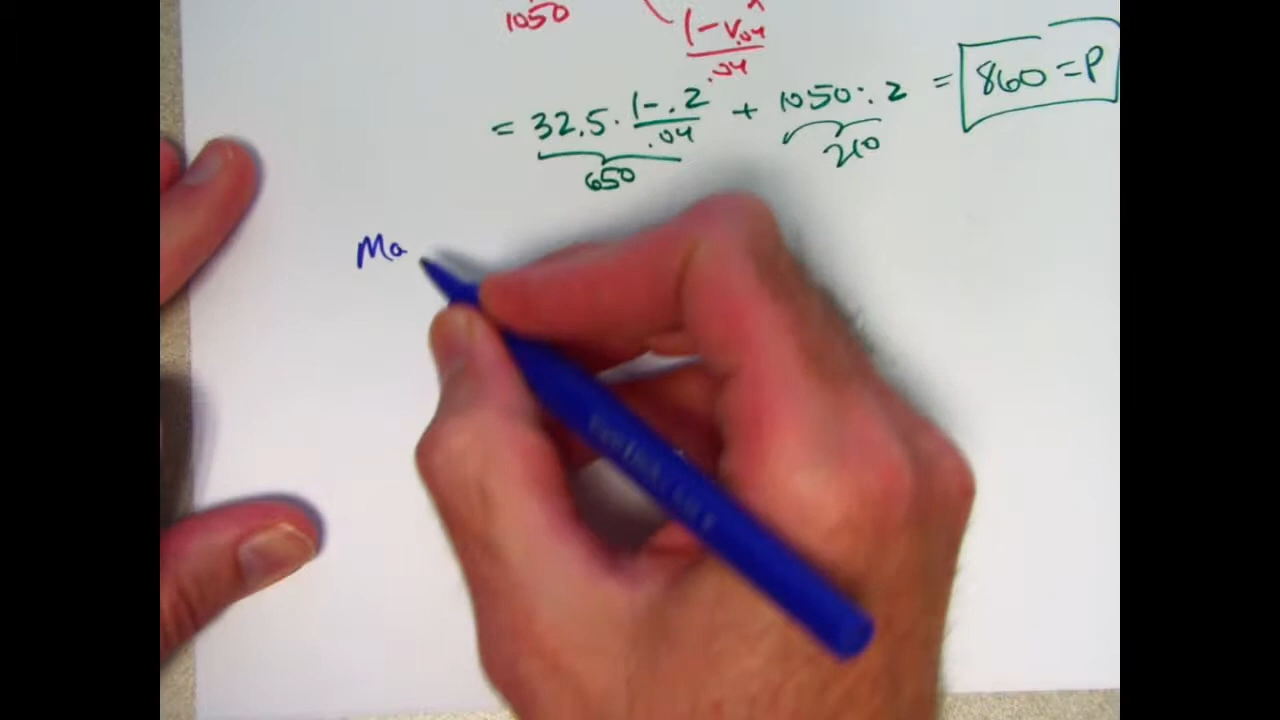 1050
1-v^n.04
.04
= 32.5 · 1-.2/.04 + 1050·.2 = 860 = P
650 210
Ma